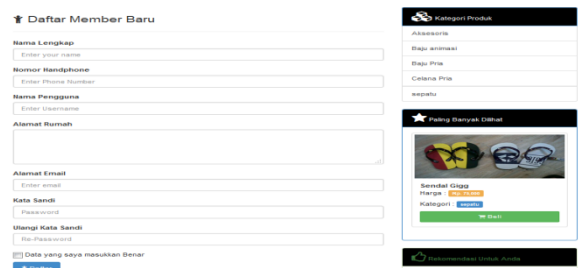 Daftar Member Baru
Nama Lengkap
Enter your name
Nomor Handphone
Enter Phone Number
Nama Pengguna
Enter Username
Alamat Rumah
Alamat Email
Enter email
Kata Sandi
Password
Ulangi Kata Sandi
Re-Password
Data yang saya masukkan Benar
Kategori Produk
Aksesoris
Baju animasi
Baju Pria
Celana Pria
sepatu
Paling Banyak Dilihat
Sendal Gigg
Harga :
Kategori : sepatu
Beli
Rekomendasi Untuk Anda